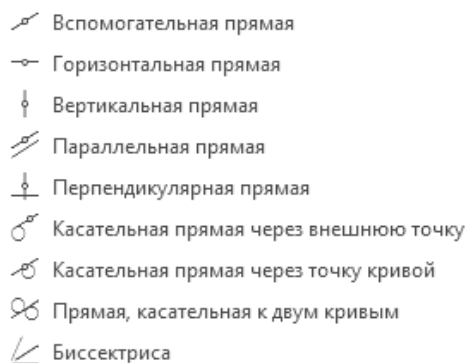 Вспомогательная прямая
Горизонтальная прямая
Вертикальная прямая
Параллельная прямая
Перпендикулярная прямая
Касательная прямая через внешнюю точку
Касательная прямая через точку кривой
Прямая, касательная к двум кривым
Биссектриса